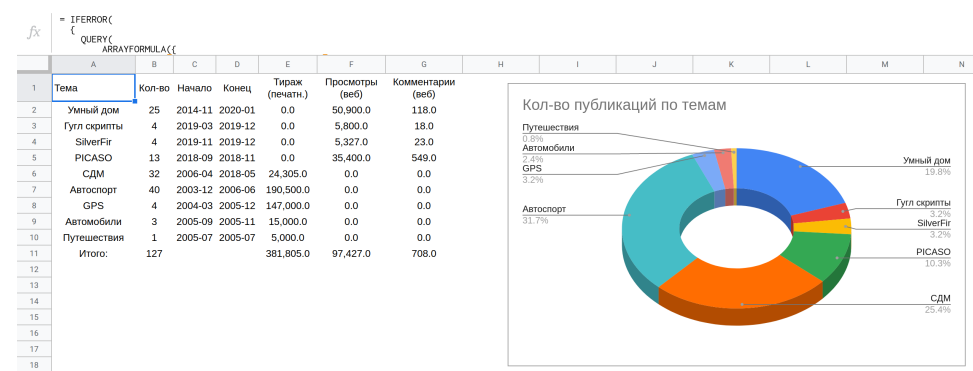 fx
= IFERROR(
{
QUERY(
ARRAYFORMULA({
A B C D E F G H I J K L M N
1 Тема Кол-во Начало Конец Тираж (печатн.) Просмотры (веб) Комментарии (веб)
2 Умный дом 25 2014-11 2020-01 0.0 50,900.0 118.0
3 Гугл скрипты 4 2019-03 2019-12 0.0 5,800.0 18.0
4 SilverFir 4 2019-11 2019-12 0.0 5,327.0 23.0
5 PICASO 13 2018-09 2018-11 0.0 35,400.0 549.0
6 СДМ 32 2006-04 2018-05 24,305.0 0.0 0.0
7 Автоспорт 40 2003-12 2006-06 190,500.0 0.0 0.0
8 GPS 4 2004-03 2005-12 147,000.0 0.0 0.0
9 Автомобили 3 2005-09 2005-11 15,000.0 0.0 0.0
10 Путешествия 1 2005-07 2005-07 5,000.0 0.0 0.0
11 Итого: 127 381,805.0 97,427.0 708.0
12
13
14
15
16
17
18
Кол-во публикаций по темам
Путешествия
0.8%
Автомобили
2.4%
GPS
3.2%
Автоспорт
31.7%
Умный дом
19.8%
Гугл скрипты
3.2%
SilverFir
3.2%
PICASO
10.3%
СДМ
25.4%